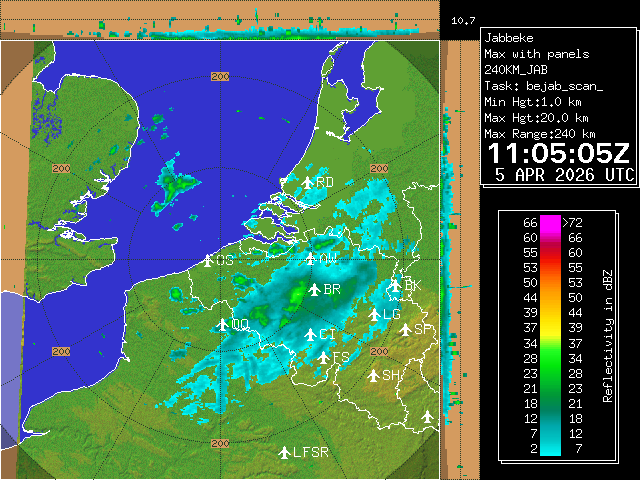 10.7
Jabbeke
Max with panels
240KM_JAB
Task: bejab_scan_
Min Hgt:1.0 km
Max Hgt:20.0 km
Max Range:240 km
11:05:05Z
5 APR 2026 UTC
200
200
200
RD
OS
BR
BK
LG
QO
CI
SP
200
FS
200
SH
200
LFSR
66 >72
60 66
55 60
53 55
50 53
44 50
39 44
37 39
34 37
28 34
23 28
21 23
18 21
12 18
7 12
2 7
Reflectivity in dBZ